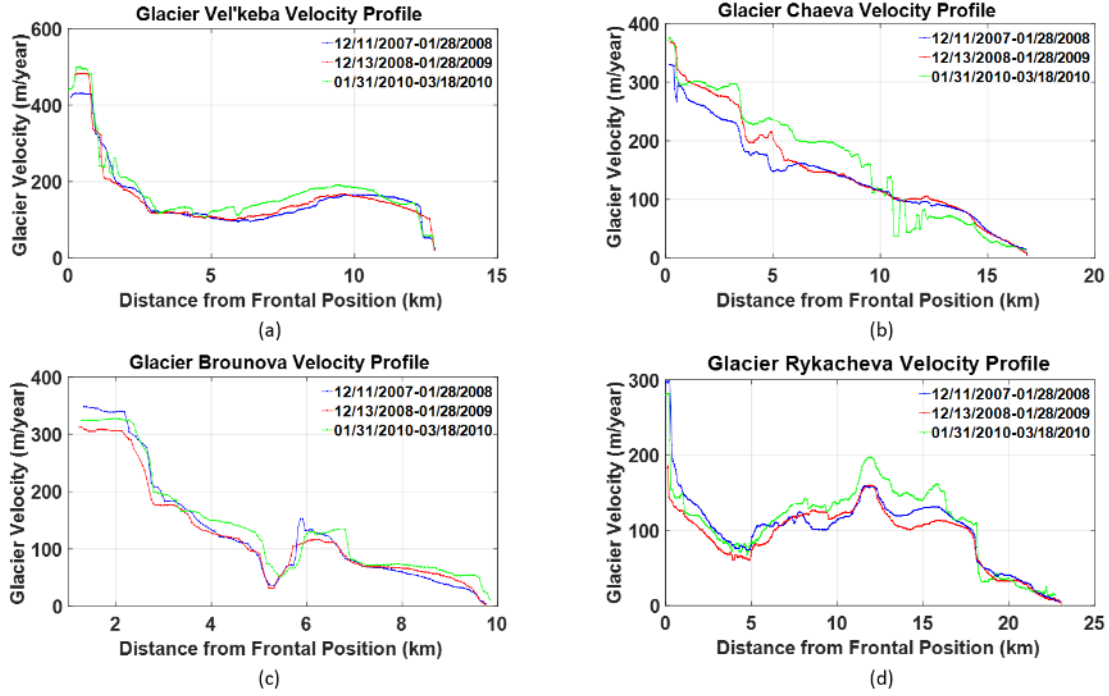 Glacier Vel'keba Velocity Profile
600
400
200
0
Glacier Velocity (m/year)
12/11/2007-01/28/2008
12/13/2008-01/28/2009
01/31/2010-03/18/2010
0 5 10 15
Distance from Frontal Position (km)
(a)
Glacier Chaeva Velocity Profile
400
300
200
100
0
Glacier Velocity (m/year)
12/11/2007-01/28/2008
12/13/2008-01/28/2009
01/31/2010-03/18/2010
0 5 10 15 20
Distance from Frontal Position (km)
(b)
Glacier Brounova Velocity Profile
400
300
200
100
0
Glacier Velocity (m/year)
12/11/2007-01/28/2008
12/13/2008-01/28/2009
01/31/2010-03/18/2010
2 4 6 8 10
Distance from Frontal Position (km)
(c)
Glacier Rykacheva Velocity Profile
300
200
100
0
Glacier Velocity (m/year)
12/11/2007-01/28/2008
12/13/2008-01/28/2009
01/31/2010-03/18/2010
0 5 10 15 20 25
Distance from Frontal Position (km)
(d)